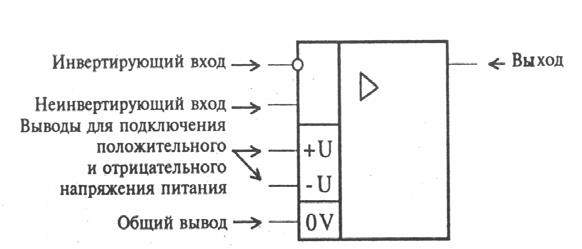 Инвертирующий вход
Выход
Неинвертирующий вход
Выводы для подключения
положительного
и отрицательного
напряжения питания
+U
-U
Общий вывод
0V